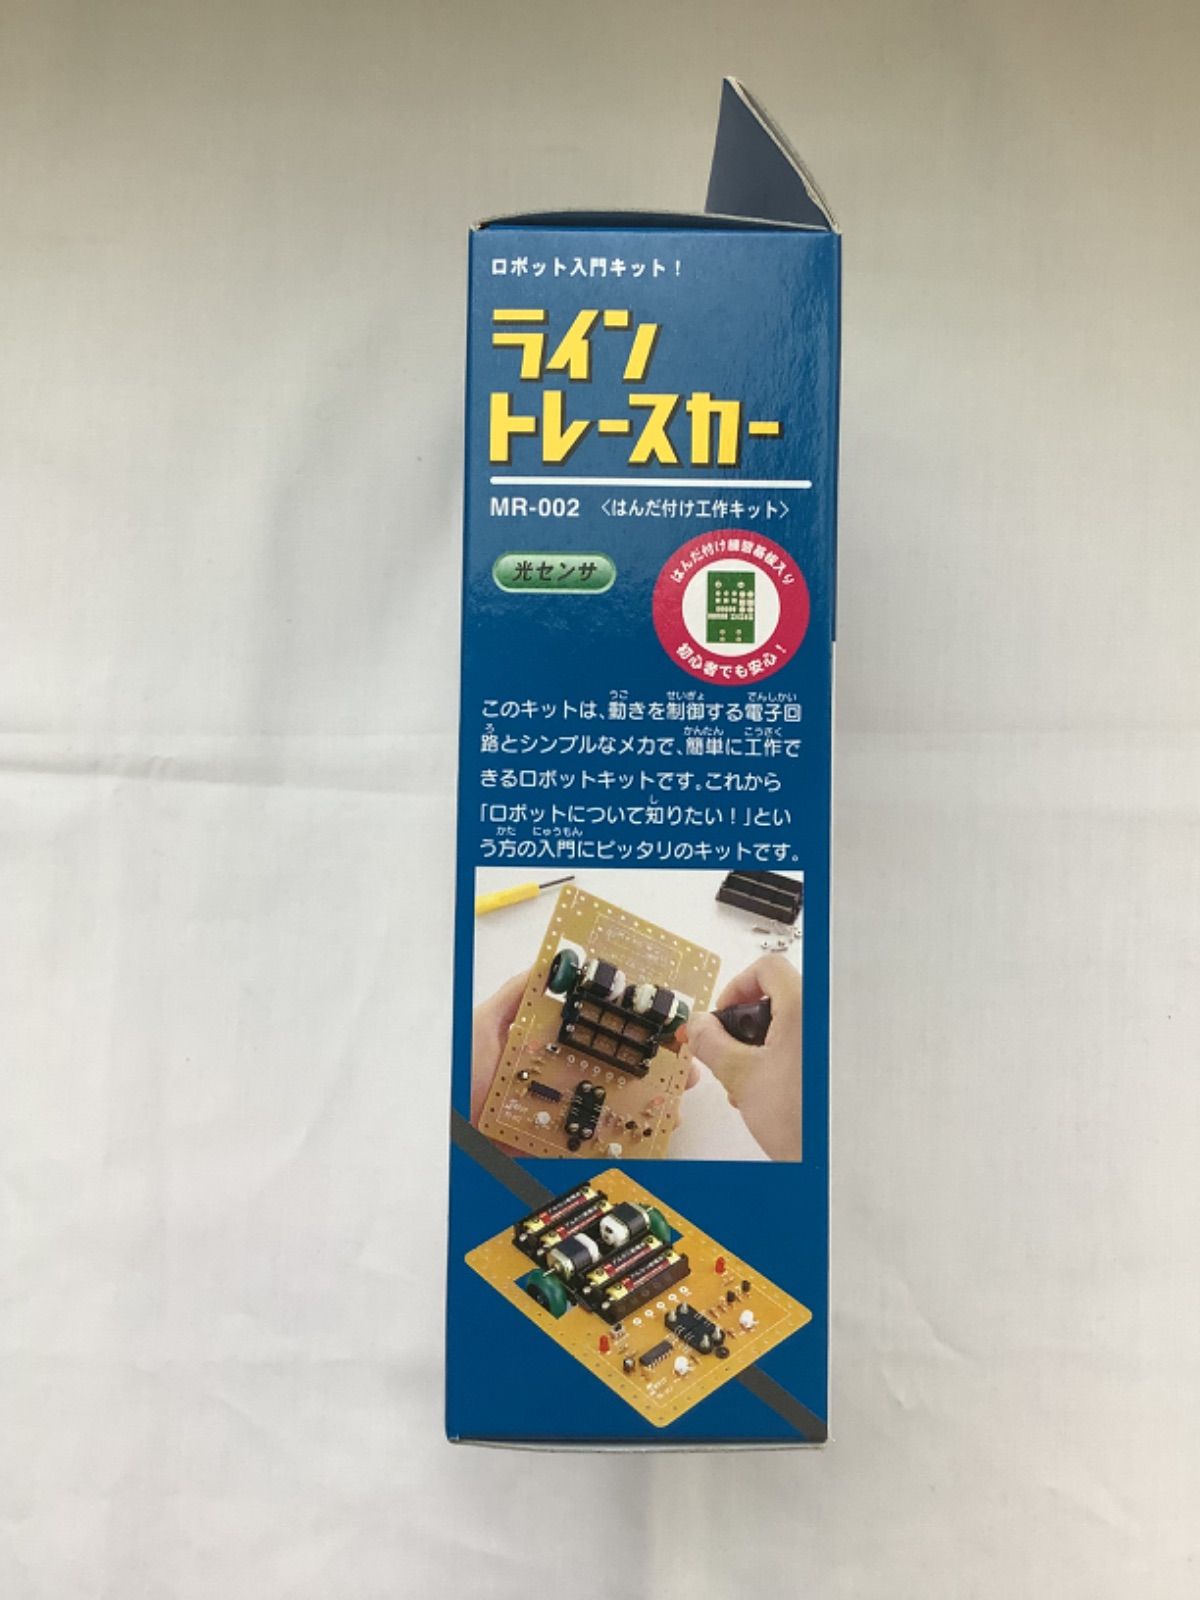 ロボット入門キット！
ライン
トレースカー
MR-002 〈はんだ付け工作キット〉
光センサ
はんだ付け練習基板入り
初心者でも安心！
このキットは、動きを制御する電子回
路とシンプルなメカで、簡単に工作で
きるロボットキットです。これから
「ロボットについて知りたい！」とい
う方の入門にピッタリのキットです。